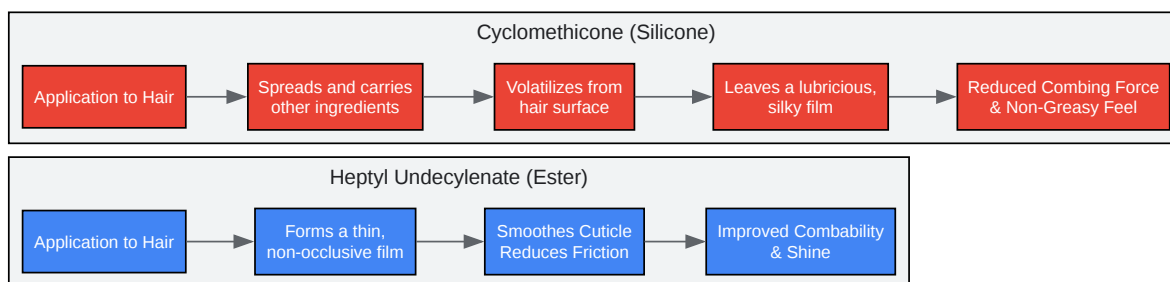 Cyclomethicone (Silicone)
Application to Hair
Spreads and carries
other ingredients
Volatilizes from
hair surface
Leaves a lubricious,
silky film
Reduced Combing Force
& Non-Greasy Feel
Heptyl Undecylenate (Ester)
Application to Hair
Forms a thin,
non-occlusive film
Smoothes Cuticle
Reduces Friction
Improved Combability
& Shine